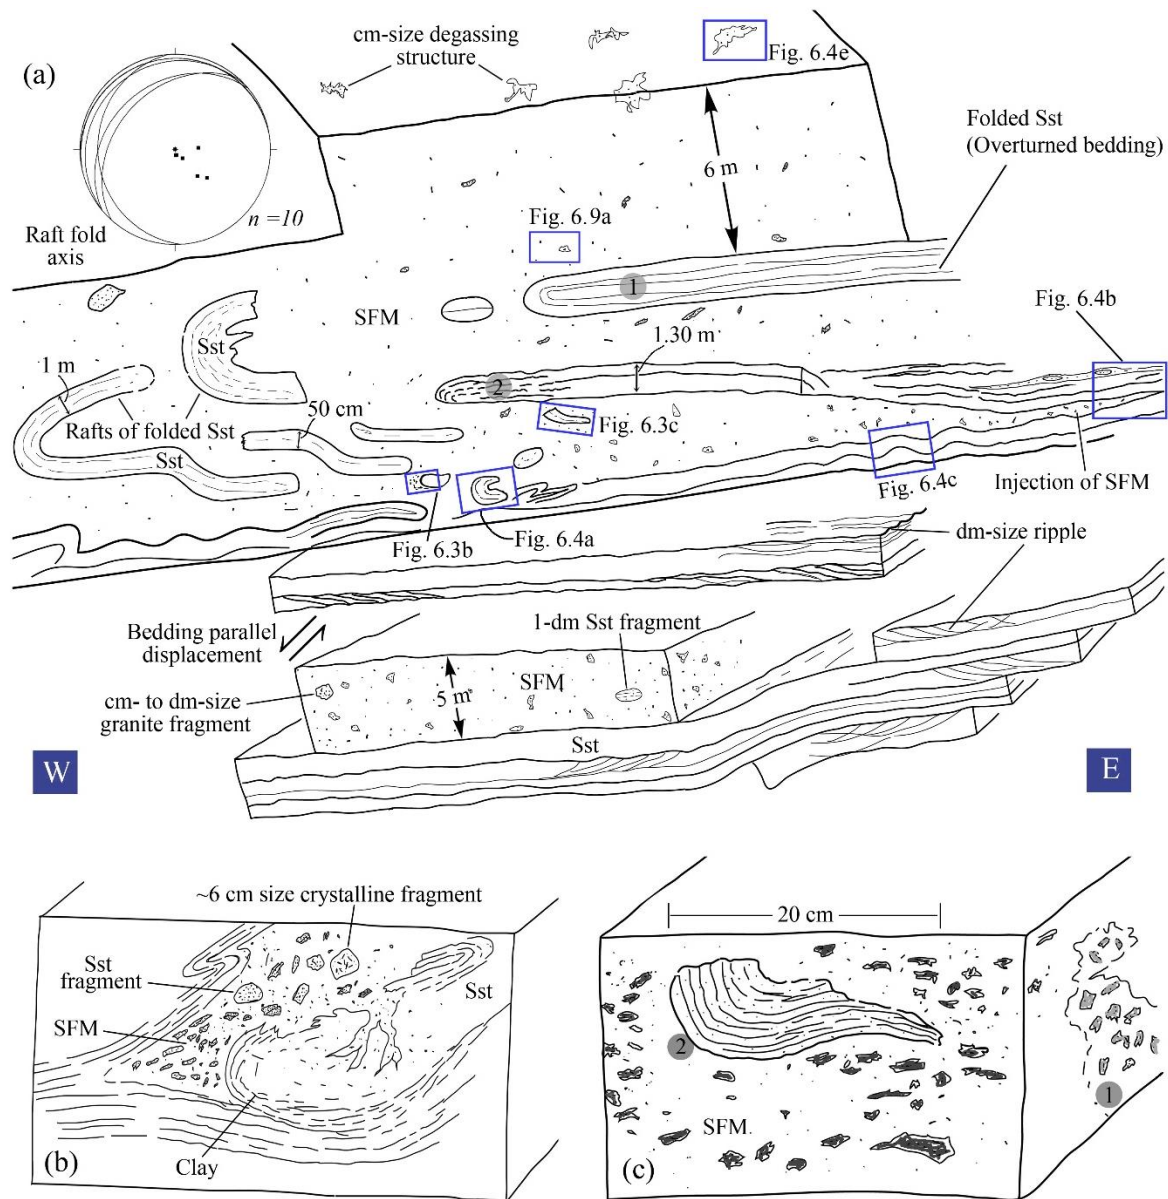 (a)
cm-size degassing
structure
Fig. 6.4e
Folded Sst
(Overturned bedding)
6 m
n =10
Raft fold
axis
Fig. 6.9a
1
SFM
Fig. 6.4b
Sst
1.30 m
1 m
2
50 cm
Rafts of folded Sst
Fig. 6.3c
Sst
Fig. 6.4c
Injection of SFM
Fig. 6.3b
Fig. 6.4a
dm-size ripple
Bedding parallel
displacement
1-dm Sst fragment
SFM
cm- to dm-size
granite fragment
5 m
Sst
W
E
~6 cm size crystalline fragment
Sst
fragment
Sst
SFM
Clay
(b)
20 cm
2
1
SFM
(c)